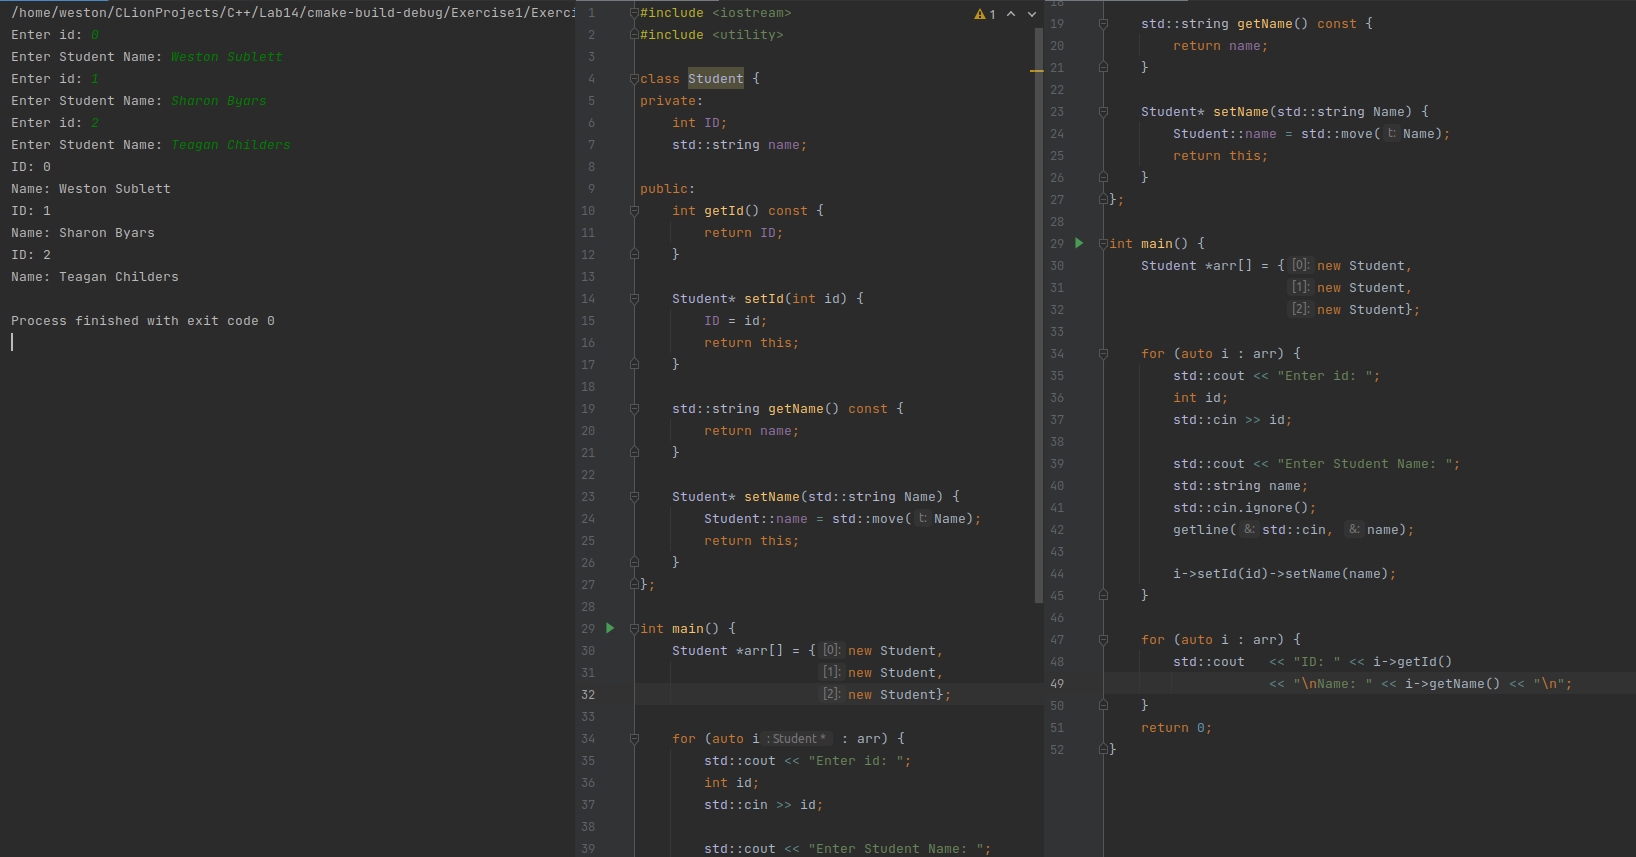 /home/weston/CLionProjects/C++/Lab14/cmake-build-debug/Exercise1/Exerci
Enter id: 0
Enter Student Name: Weston Sublett
Enter id: 1
Enter Student Name: Sharon Byars
Enter id: 2
Enter Student Name: Teagan Childers
ID: 0
Name: Weston Sublett
ID: 1
Name: Sharon Byars
ID: 2
Name: Teagan Childers
Process finished with exit code 0
1 #include <iostream>
1
2 #include <utility>
3
4 class Student {
5 private:
6     int ID;
7     std::string name;
8
9 public:
10     int getId() const {
11         return ID;
12     }
13
14     Student* setId(int id) {
15         ID = id;
16         return this;
17     }
18
19     std::string getName() const {
20         return name;
21     }
22
23     Student* setName(std::string Name) {
24         Student::name = std::move( t: Name);
25         return this;
26     }
27 };
28
29 int main() {
30     Student *arr[] = { [0]: new Student,
31                        [1]: new Student,
32                        [2]: new Student};
33
34     for (auto i : Student * : arr) {
35         std::cout << "Enter id: ";
36         int id;
37         std::cin >> id;
38
39         std::cout << "Enter Student Name: ";
18
19     std::string getName() const {
20         return name;
21     }
22
23     Student* setName(std::string Name) {
24         Student::name = std::move( t: Name);
25         return this;
26     }
27 };
28
29 int main() {
30     Student *arr[] = { [0]: new Student,
31                        [1]: new Student,
32                        [2]: new Student};
33
34     for (auto i : arr) {
35         std::cout << "Enter id: ";
36         int id;
37         std::cin >> id;
38
39         std::cout << "Enter Student Name: ";
40         std::string name;
41         std::cin.ignore();
42         getline( &: std::cin, &: name);
43
44         i->setId(id)->setName(name);
45     }
46
47     for (auto i : arr) {
48         std::cout   << "ID: " << i->getId()
49                     << "\nName: " << i->getName() << "\n";
50     }
51     return 0;
52 }